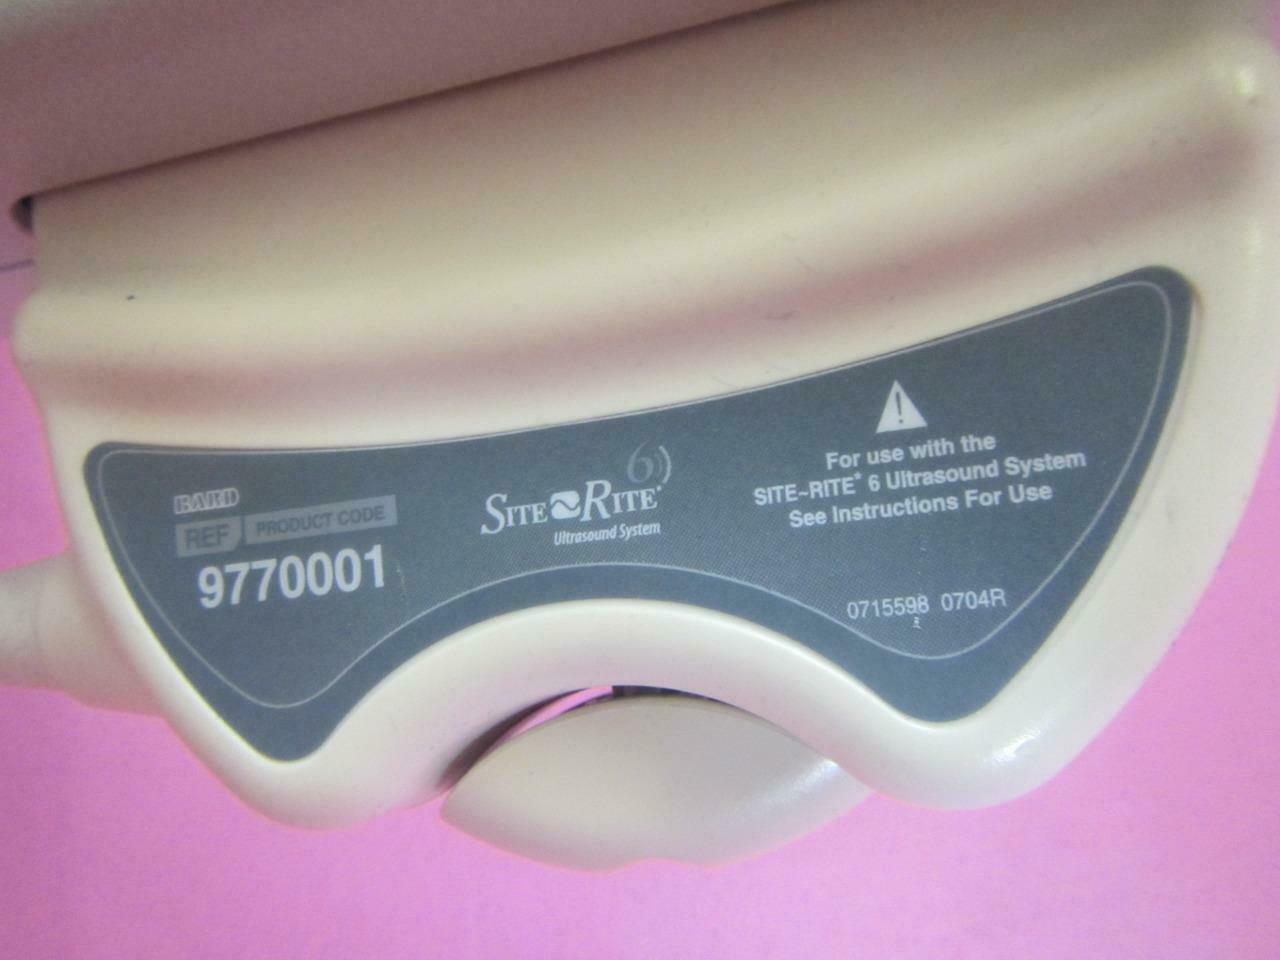 BARD
REF PRODUCT CODE
9770001
6
SITE~RITE*
Ultrasound System
!
For use with the
SITE~RITE* 6 Ultrasound System
See Instructions For Use
0715598 0704R